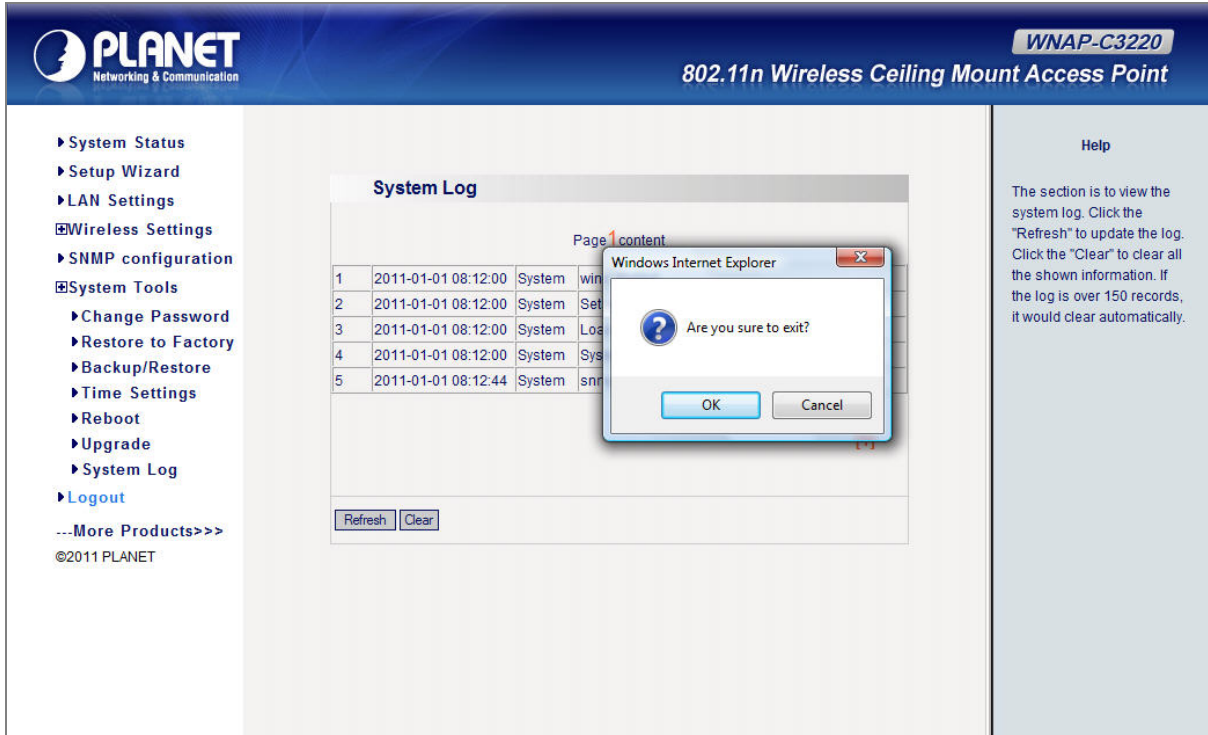 PLANET
Networking & Communication
WNAP-C3220
802.11n Wireless Ceiling Mount Access Point
System Status
Setup Wizard
LAN Settings
Wireless Settings
SNMP configuration
System Tools
Change Password
Restore to Factory
Backup/Restore
Time Settings
Reboot
Upgrade
System Log
Logout
---More Products>>>
©2011 PLANET
System Log
Page 1 content
1 2011-01-01 08:12:00 System
2 2011-01-01 08:12:00 System
3 2011-01-01 08:12:00 System
4 2011-01-01 08:12:00 System
5 2011-01-01 08:12:44 System
Refresh Clear
Windows Internet Explorer
Are you sure to exit?
OK Cancel
Help
The section is to view the
system log. Click the
"Refresh" to update the log.
Click the "Clear" to clear all
the shown information. If
the log is over 150 records,
it would clear automatically.